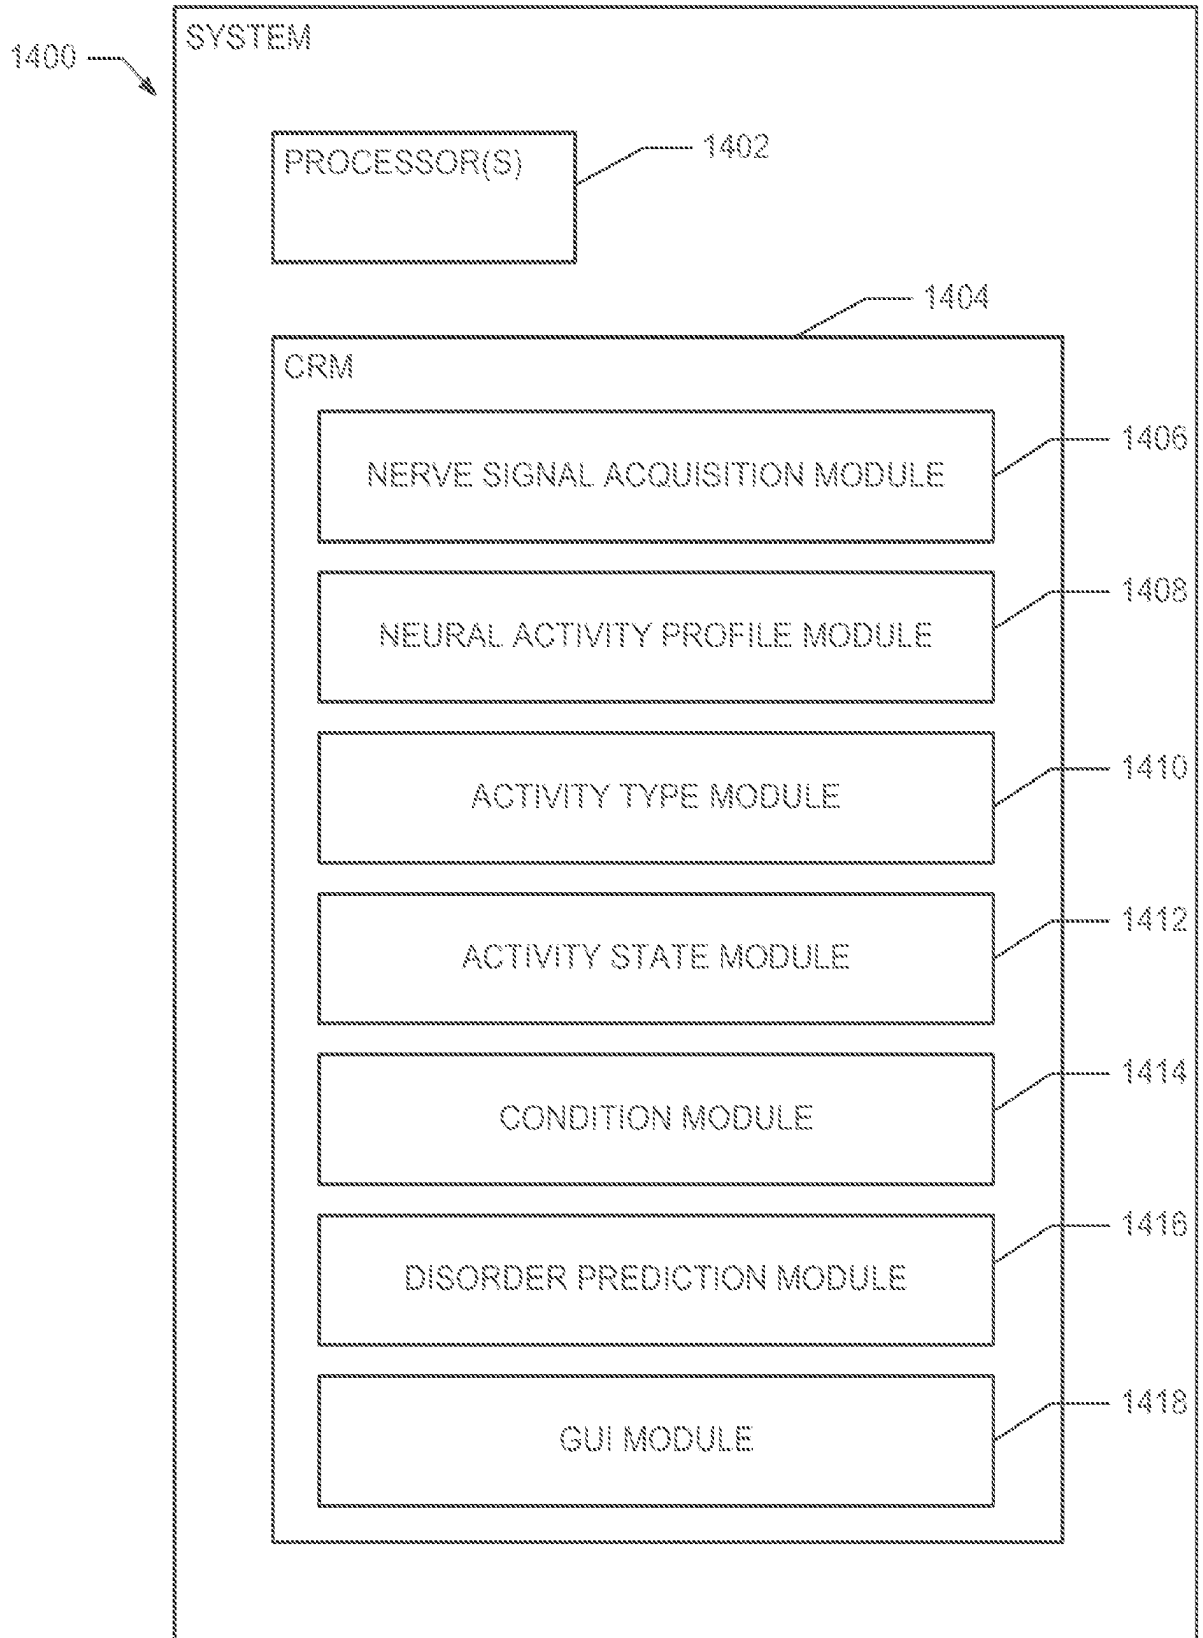 SYSTEM
1400
PROCESSOR(S)
1402
1404
CRM
NERVE SIGNAL ACQUISITION MODULE
1406
NEURAL ACTIVITY PROFILE MODULE
1408
ACTIVITY TYPE MODULE
1410
ACTIVITY STATE MODULE
1412
CONDITION MODULE
1414
DISORDER PREDICTION MODULE
1416
GUI MODULE
1418